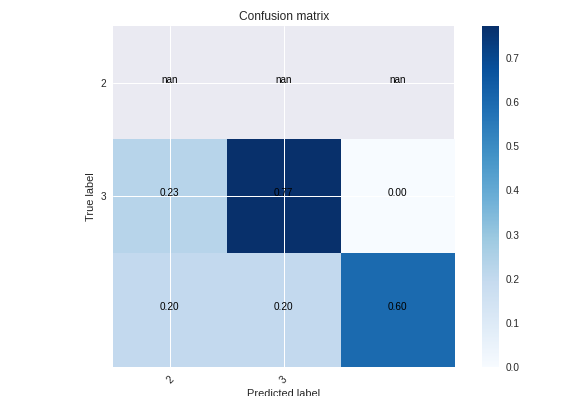 Confusion matrix
2
nan nan nan
3
0.23 0.77 0.00
0.20 0.20 0.60
2 3
True label
Predicted label
0.7
0.6
0.5
0.4
0.3
0.2
0.1
0.0